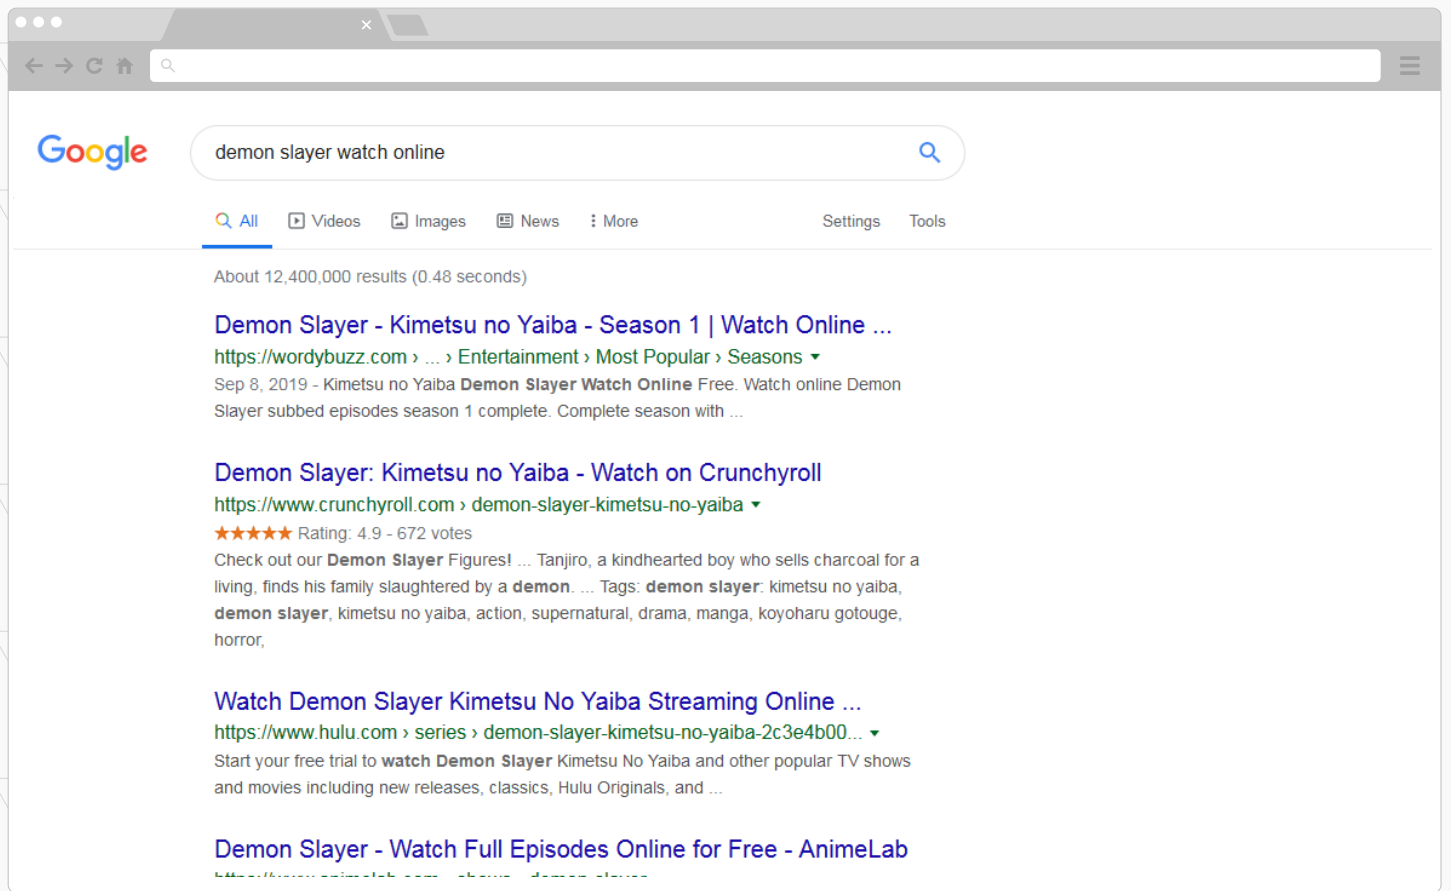 Google
demon slayer watch online
All Videos Images News More Settings Tools
About 12,400,000 results (0.48 seconds)
Demon Slayer - Kimetsu no Yaiba - Season 1 | Watch Online ...
https://wordybuzz.com › ... › Entertainment › Most Popular › Seasons
Sep 8, 2019 - Kimetsu no Yaiba Demon Slayer Watch Online Free. Watch online Demon
Slayer subbed episodes season 1 complete. Complete season with ...
Demon Slayer: Kimetsu no Yaiba - Watch on Crunchyroll
https://www.crunchyroll.com › demon-slayer-kimetsu-no-yaiba
★★★★★ Rating: 4.9 - 672 votes
Check out our Demon Slayer Figures! ... Tanjiro, a kindhearted boy who sells charcoal for a
living, finds his family slaughtered by a demon. ... Tags: demon slayer: kimetsu no yaiba,
demon slayer, kimetsu no yaiba, action, supernatural, drama, manga, koyoharu gotouge,
horror,
Watch Demon Slayer Kimetsu No Yaiba Streaming Online ...
https://www.hulu.com › series › demon-slayer-kimetsu-no-yaiba-2c3e4b00...
Start your free trial to watch Demon Slayer Kimetsu No Yaiba and other popular TV shows
and movies including new releases, classics, Hulu Originals, and ...
Demon Slayer - Watch Full Episodes Online for Free - AnimeLab